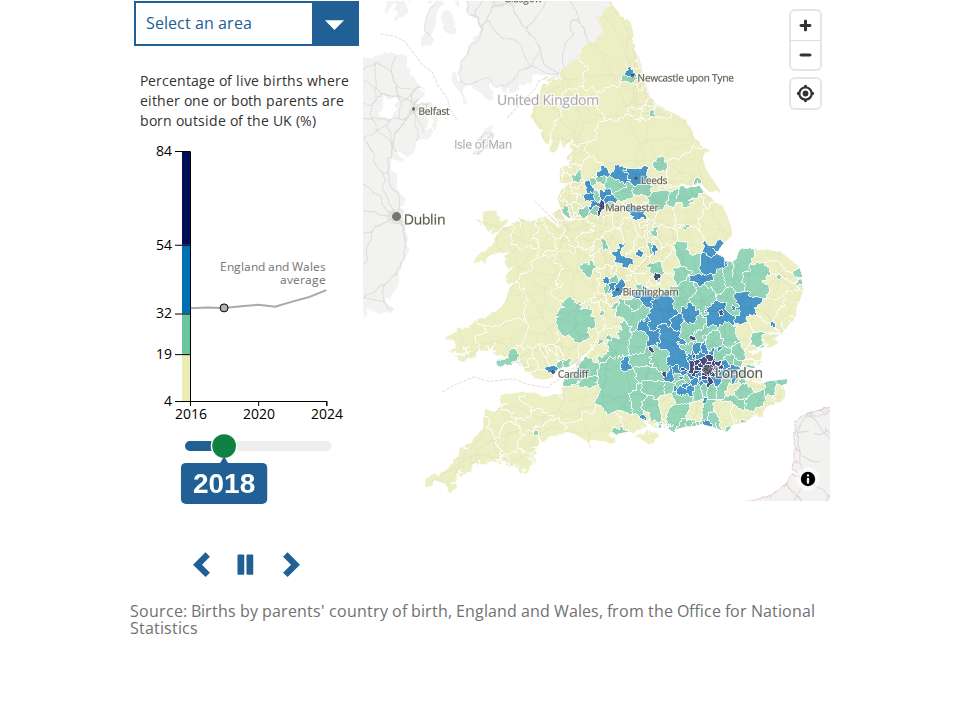 Select an area
Percentage of live births where
either one or both parents are
born outside of the UK (%)
84
54
32
19
4
England and Wales
average
2016
2020
2024
2018
Newcastle upon Tyne
United Kingdom
Belfast
Isle of Man
Leeds
Manchester
Dublin
Birmingham
Cardiff
London
Source: Births by parents' country of birth, England and Wales, from the Office for National
Statistics